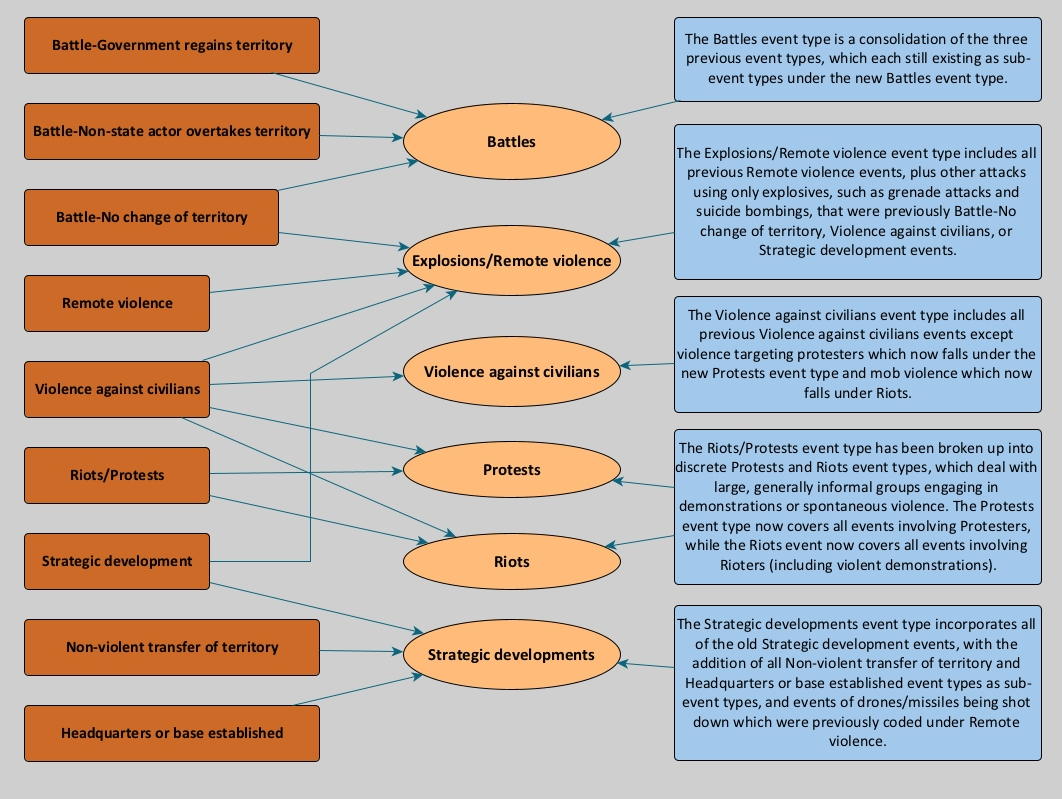 Battle-Government regains territory
Battle-Non-state actor overtakes territory
Battle-No change of territory
Remote violence
Violence against civilians
Riots/Protests
Strategic development
Non-violent transfer of territory
Headquarters or base established
Battles
Explosions/Remote violence
Violence against civilians
Protests
Riots
Strategic developments
The Battles event type is a consolidation of the three
previous event types, which each still existing as sub-
event types under the new Battles event type.
The Explosions/Remote violence event type includes all
previous Remote violence events, plus other attacks
using only explosives, such as grenade attacks and
suicide bombings, that were previously Battle-No
change of territory, Violence against civilians, or
Strategic development events.
The Violence against civilians event type includes all
previous Violence against civilians events except
violence targeting protesters which now falls under the
new Protests event type and mob violence which now
falls under Riots.
The Riots/Protests event type has been broken up into
discrete Protests and Riots event types, which deal with
large, generally informal groups engaging in
demonstrations or spontaneous violence. The Protests
event type now covers all events involving Protesters,
while the Riots event now covers all events involving
Rioters (including violent demonstrations).
The Strategic developments event type incorporates all
of the old Strategic development events, with the
addition of all Non-violent transfer of territory and
Headquarters or base established event types as sub-
event types, and events of drones/missiles being shot
down which were previously coded under Remote
violence.